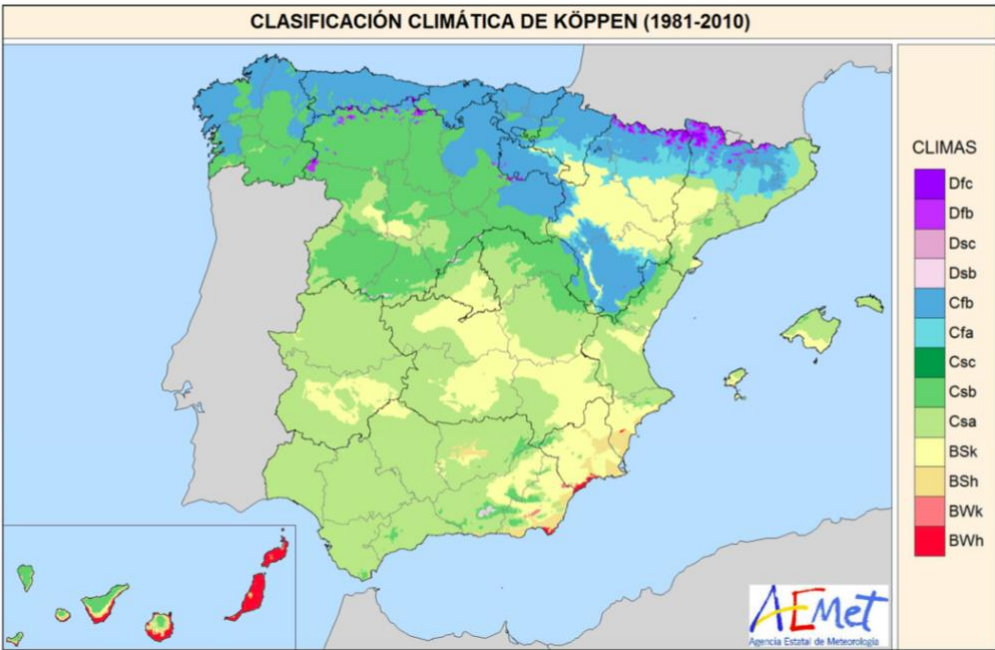 CLASIFICACIÓN CLIMÁTICA DE KÖPPEN (1981-2010)
CLIMAS
Dfc
Dfb
Dsc
Dsb
Cfb
Cfa
Csc
Csb
Csa
BSk
BSh
BWk
BWh
AEMet
Agencia Estatal de Meteorología